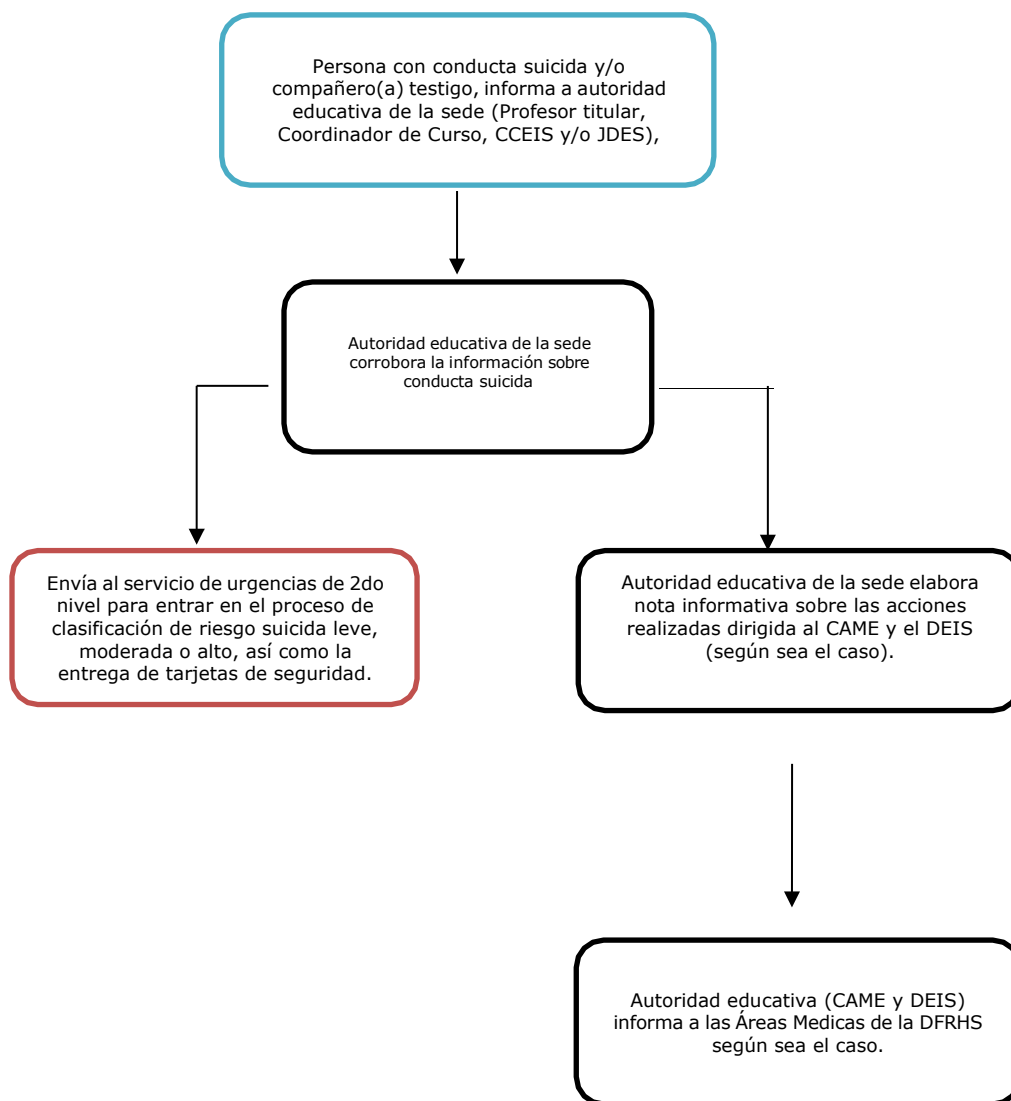 Persona con conducta suicida y/o
compañero(a) testigo, informa a autoridad
educativa de la sede (Profesor titular,
Coordinador de Curso, CCEIS y/o JDES),
Autoridad educativa de la sede
corrobora la información sobre
conducta suicida
Envía al servicio de urgencias de 2do
nivel para entrar en el proceso de
clasificación de riesgo suicida leve,
moderada o alto, así como la
entrega de tarjetas de seguridad.
Autoridad educativa de la sede elabora
nota informativa sobre las acciones
realizadas dirigida al CAME y el DEIS
(según sea el caso).
Autoridad educativa (CAME y DEIS)
informa a las Áreas Medicas de la DFRHS
según sea el caso.